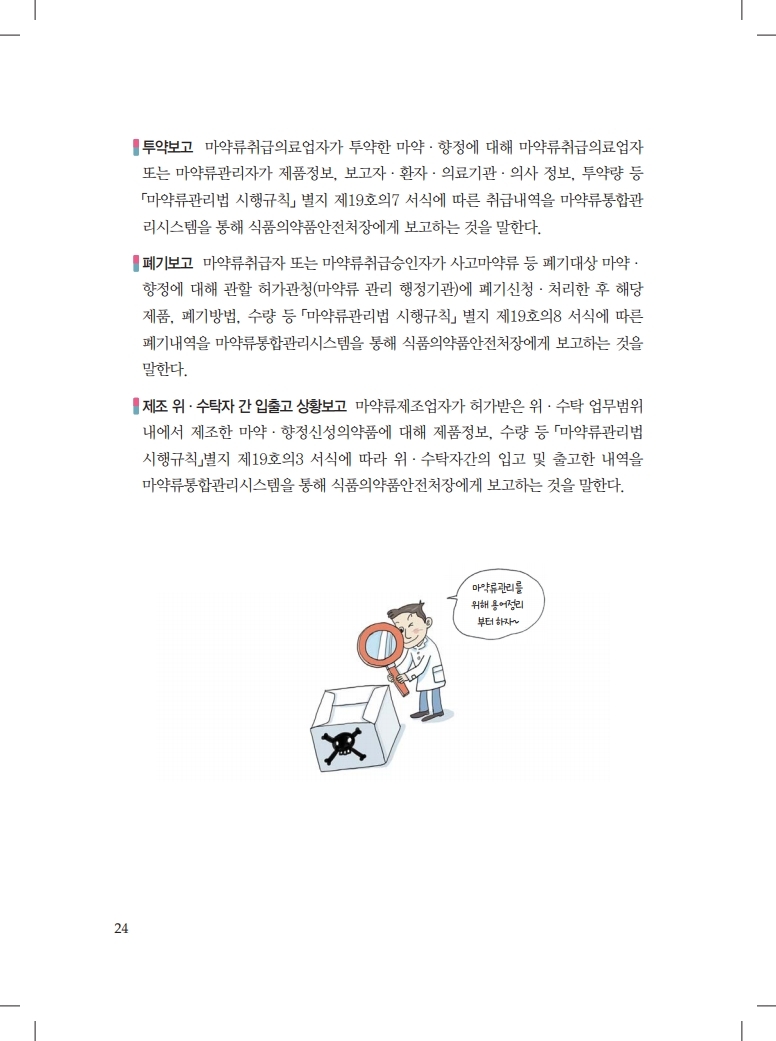 투약보고 마약류취급의료업자가 투약한 마약 · 향정에 대해 마약류취급의료업자
또는 마약류관리자가 제품정보, 보고자 · 환자 · 의료기관 · 의사 정보, 투약량 등
「마약류관리법 시행규칙」 별지 제19호의7 서식에 따른 취급내역을 마약류통합관
리시스템을 통해 식품의약품안전처장에게 보고하는 것을 말한다.
폐기보고 마약류취급자 또는 마약류취급승인자가 사고마약류 등 폐기대상 마약 ·
향정에 대해 관할 허가관청(마약류 관리 행정기관)에 폐기신청 · 처리한 후 해당
제품, 폐기방법, 수량 등 「마약류관리법 시행규칙」 별지 제19호의8 서식에 따른
폐기내역을 마약류통합관리시스템을 통해 식품의약품안전처장에게 보고하는 것을
말한다.
제조 위 · 수탁자 간 입출고 상황보고 마약류제조업자가 허가받은 위 · 수탁 업무범위
내에서 제조한 마약 · 향정신성의약품에 대해 제품정보, 수량 등 「마약류관리법
시행규칙」별지 제19호의3 서식에 따라 위 · 수탁자간의 입고 및 출고한 내역을
마약류통합관리시스템을 통해 식품의약품안전처장에게 보고하는 것을 말한다.
마약류관리를
위해 용어정리
부터 하자~
24